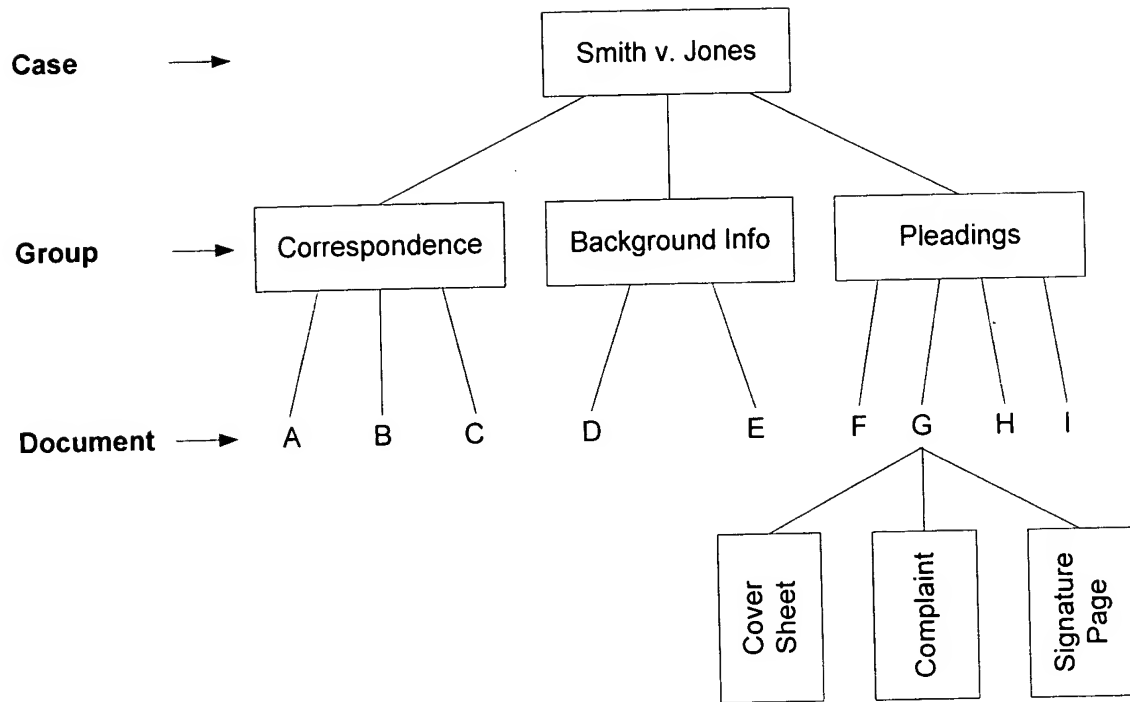 Case
Smith v. Jones
Group
Correspondence
Background Info
Pleadings
Document
A
B
C
D
E
F
G
H
I
Cover
Sheet
Complaint
Signature
Page